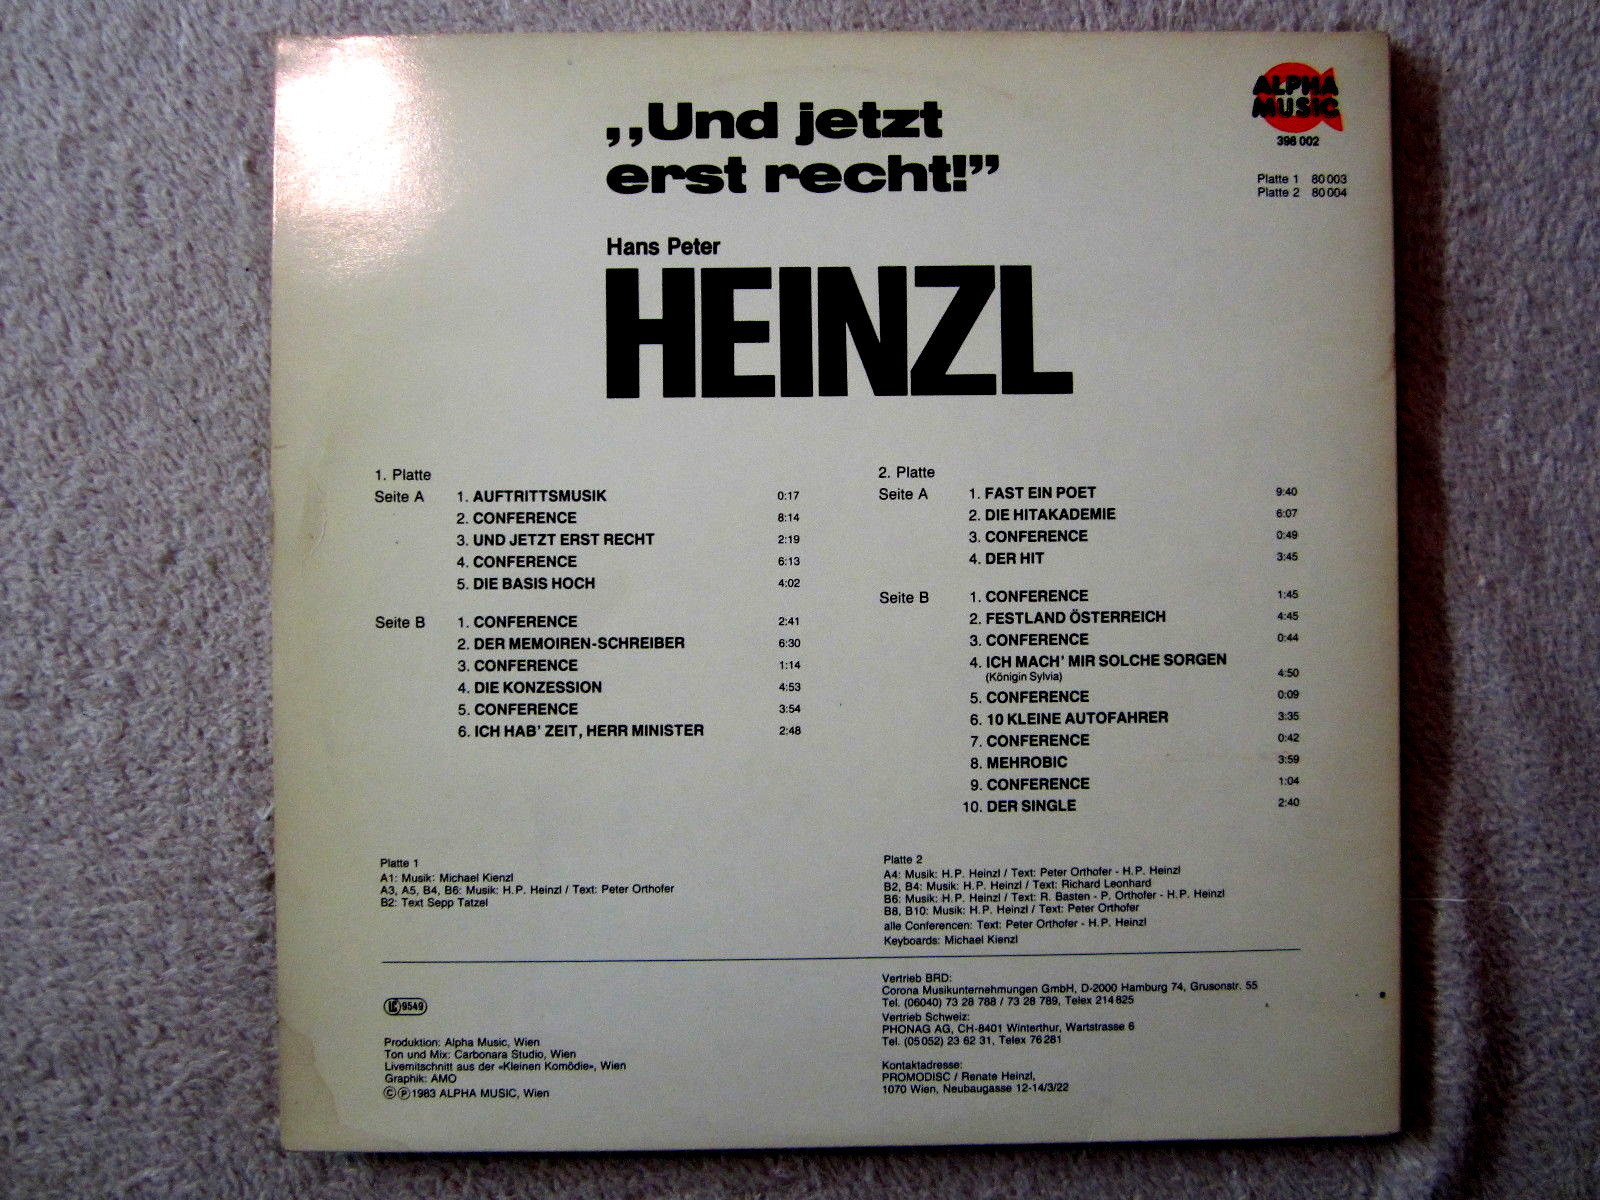 ,,Und jetzt
erst recht!”
ALPHA
MUSIC
398 002
Platte 1 80 003
Platte 2 80 004
Hans Peter
HEINZL
1. Platte
Seite A 1. AUFTRITTSMUSIK 0:17
2. CONFERENCE 8:14
3. UND JETZT ERST RECHT 2:19
4. CONFERENCE 6:13
5. DIE BASIS HOCH 4:02
Seite B 1. CONFERENCE 2:41
2. DER MEMOIREN-SCHREIBER 6:30
3. CONFERENCE 1:14
4. DIE KONZESSION 4:53
5. CONFERENCE 3:54
6. ICH HAB' ZEIT, HERR MINISTER 2:48
2. Platte
Seite A 1. FAST EIN POET 9:40
2. DIE HITAKADEMIE 6:07
3. CONFERENCE 0:49
4. DER HIT 3:45
Seite B 1. CONFERENCE 1:45
2. FESTLAND ÖSTERREICH 4:45
3. CONFERENCE 0:44
4. ICH MACH' MIR SOLCHE SORGEN
(Königin Sylvia) 4:50
5. CONFERENCE 0:09
6. 10 KLEINE AUTOFAHRER 3:35
7. CONFERENCE 0:42
8. MEHROBIC 3:59
9. CONFERENCE 1:04
10. DER SINGLE 2:40
Platte 1
A1: Musik: Michael Kienzl
A3, A5, B4, B6: Musik: H.P. Heinzl / Text: Peter Orthofer
B2: Text Sepp Tatzel
Platte 2
A4: Musik: H.P. Heinzl / Text: Peter Orthofer - H.P. Heinzl
B2, B4: Musik: H.P. Heinzl / Text: Richard Leonhard
B6: Musik: H.P. Heinzl / Text: R. Basten - P. Orthofer - H.P. Heinzl
B8, B10: Musik: H.P. Heinzl / Text: Peter Orthofer
alle Conferencen: Text: Peter Orthofer - H.P. Heinzl
Keyboards: Michael Kienzl
LC 9549
Produktion: Alpha Music, Wien
Ton und Mix: Carbonara Studio, Wien
Livemitschnitt aus der «Kleinen Komödie», Wien
Graphik: AMO
©℗1983 ALPHA MUSIC, Wien
Vertrieb BRD:
Corona Musikunternehmungen GmbH, D-2000 Hamburg 74, Grusonstr. 55
Tel. (06040) 73 28 788 / 73 28 789, Telex 214825
Vertrieb Schweiz:
PHONAG AG, CH-8401 Winterthur, Wartstrasse 6
Tel. (05052) 23 62 31, Telex 76281
Kontaktadresse:
PROMODISC / Renate Heinzl,
1070 Wien, Neubaugasse 12-14/3/22